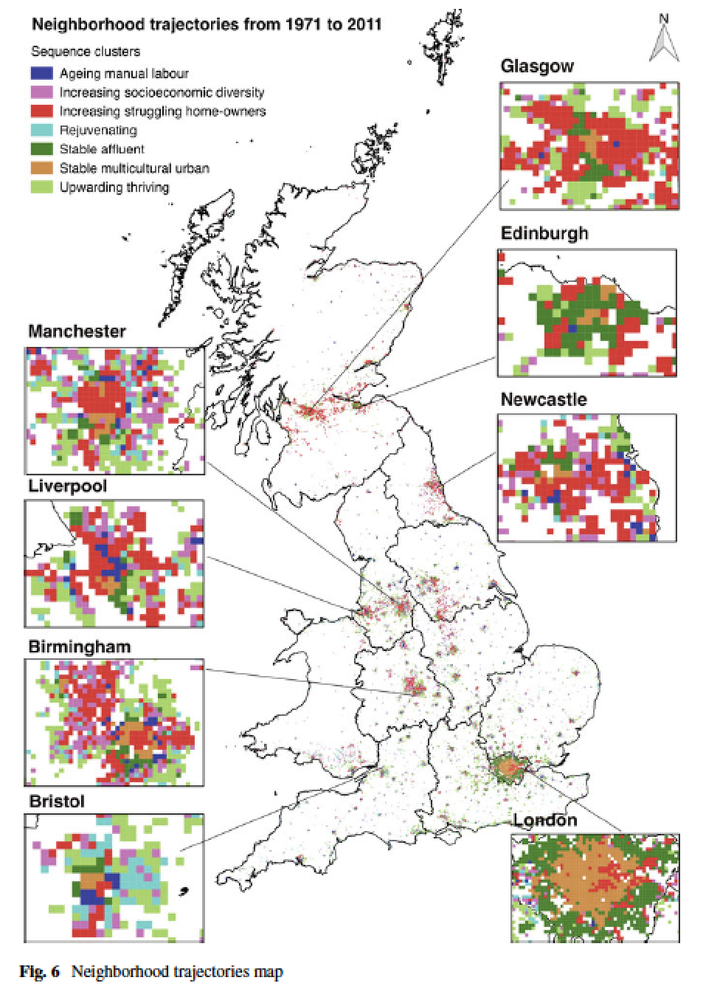 Neighborhood trajectories from 1971 to 2011
Sequence clusters
Ageing manual labour
Increasing socioeconomic diversity
Increasing struggling home-owners
Rejuvenating
Stable affluent
Stable multicultural urban
Upwarding thriving
N
Glasgow
Edinburgh
Manchester
Newcastle
Liverpool
Birmingham
Bristol
London
Fig. 6 Neighborhood trajectories map